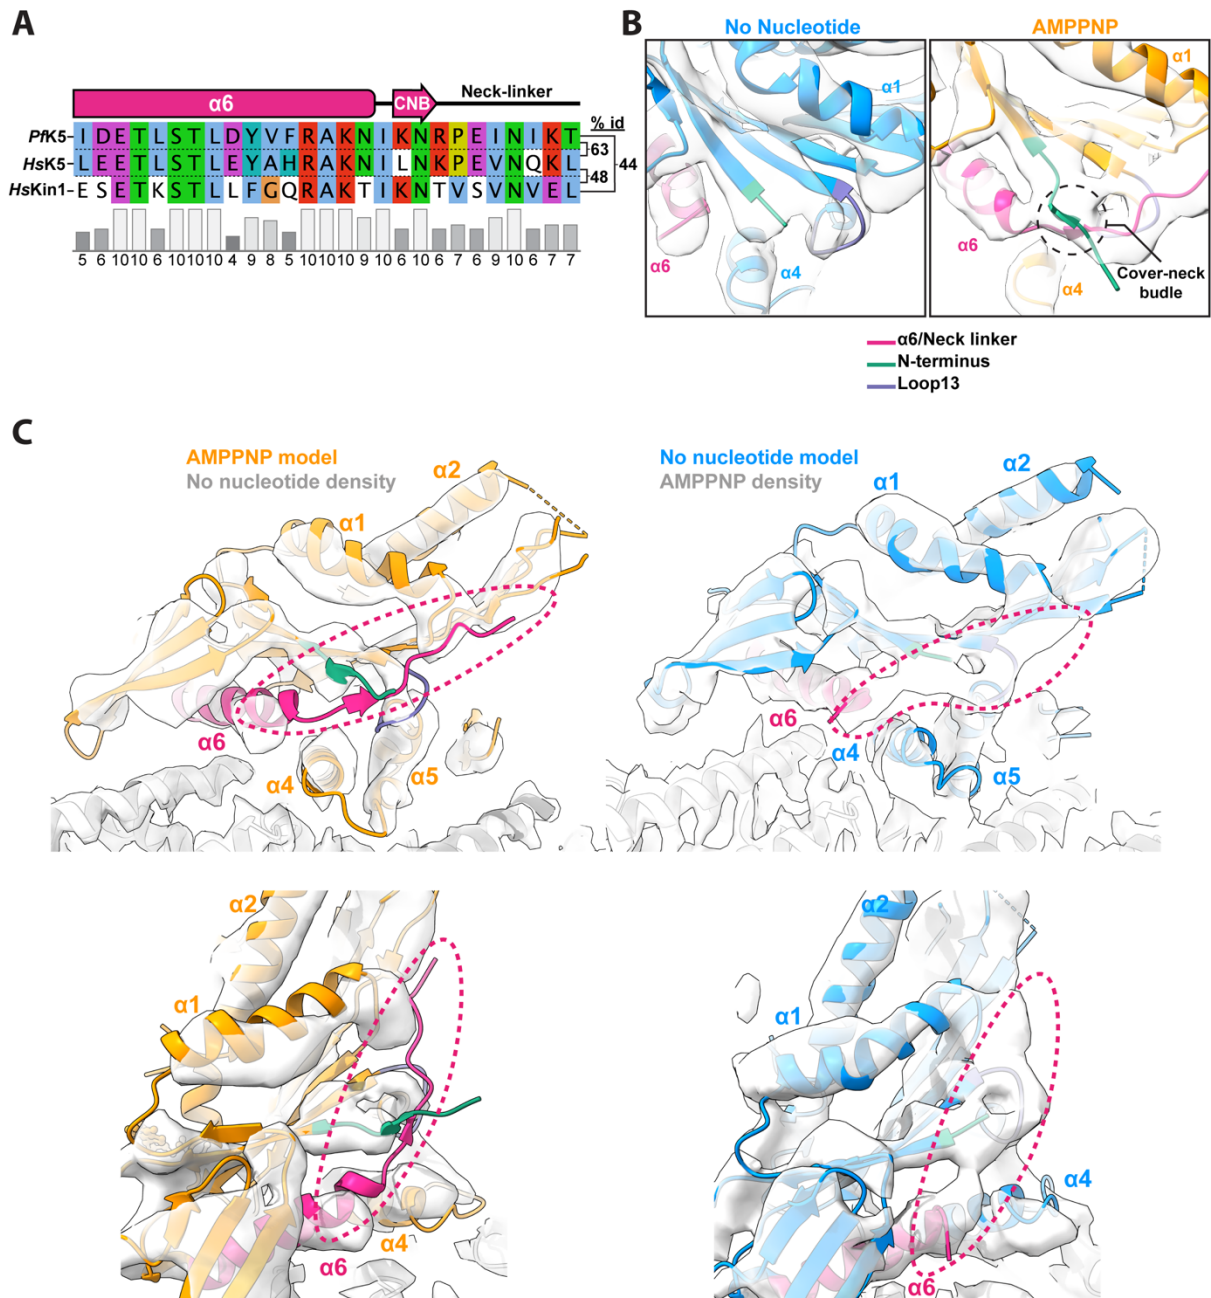 A
α6
CNB
Neck-linker
% id
PfK5 I D E T L S T L D Y V F R A K N I K N R P E I N I K T
63
HsK5 L E E T L S T L E Y A H R A K N I L N K P E V N Q K L
44
48
HsKin1 E S E T K S T L L F G Q R A K T I K N T V S V N V E L
5 6 10 10 6 10 10 10 4 9 8 5 10 10 10 9 10 6 10 6 7 6 9 10 6 7 7
B
No Nucleotide
α1
α6
α4
AMPPNP
α1
α6
α4
Cover-neck
budle
α6/Neck linker
N-terminus
Loop13
C
AMPPNP model
No nucleotide density
α2
α1
α6
α4
α5
No nucleotide model
AMPPNP density
α2
α1
α6
α4
α5
α2
α1
α4
α6
α2
α1
α4
α6